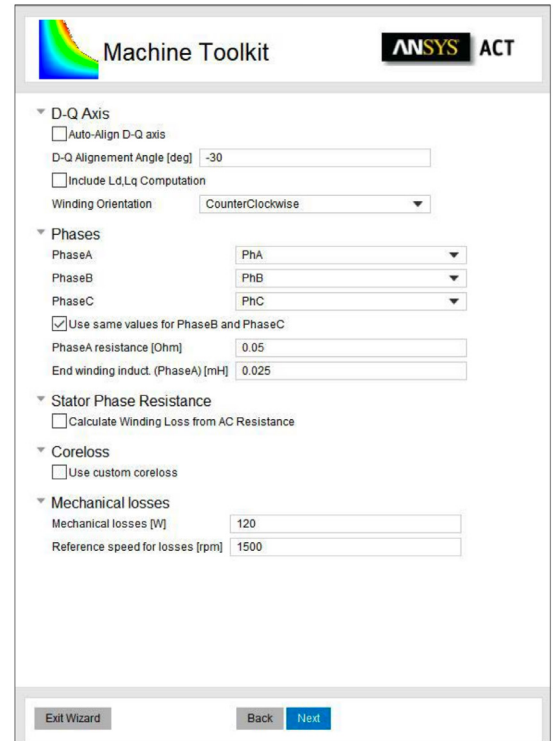 Machine Toolkit
ANSYS ACT
D-Q Axis
Auto-Align D-Q axis
D-Q Alignement Angle [deg] -30
Include Ld,Lq Computation
Winding Orientation CounterClockwise
Phases
PhaseA PhA
PhaseB PhB
PhaseC PhC
Use same values for PhaseB and PhaseC
PhaseA resistance [Ohm] 0.05
End winding induct. (PhaseA) [mH] 0.025
Stator Phase Resistance
Calculate Winding Loss from AC Resistance
Coreloss
Use custom coreloss
Mechanical losses
Mechanical losses [W] 120
Reference speed for losses [rpm] 1500
Exit Wizard Back Next